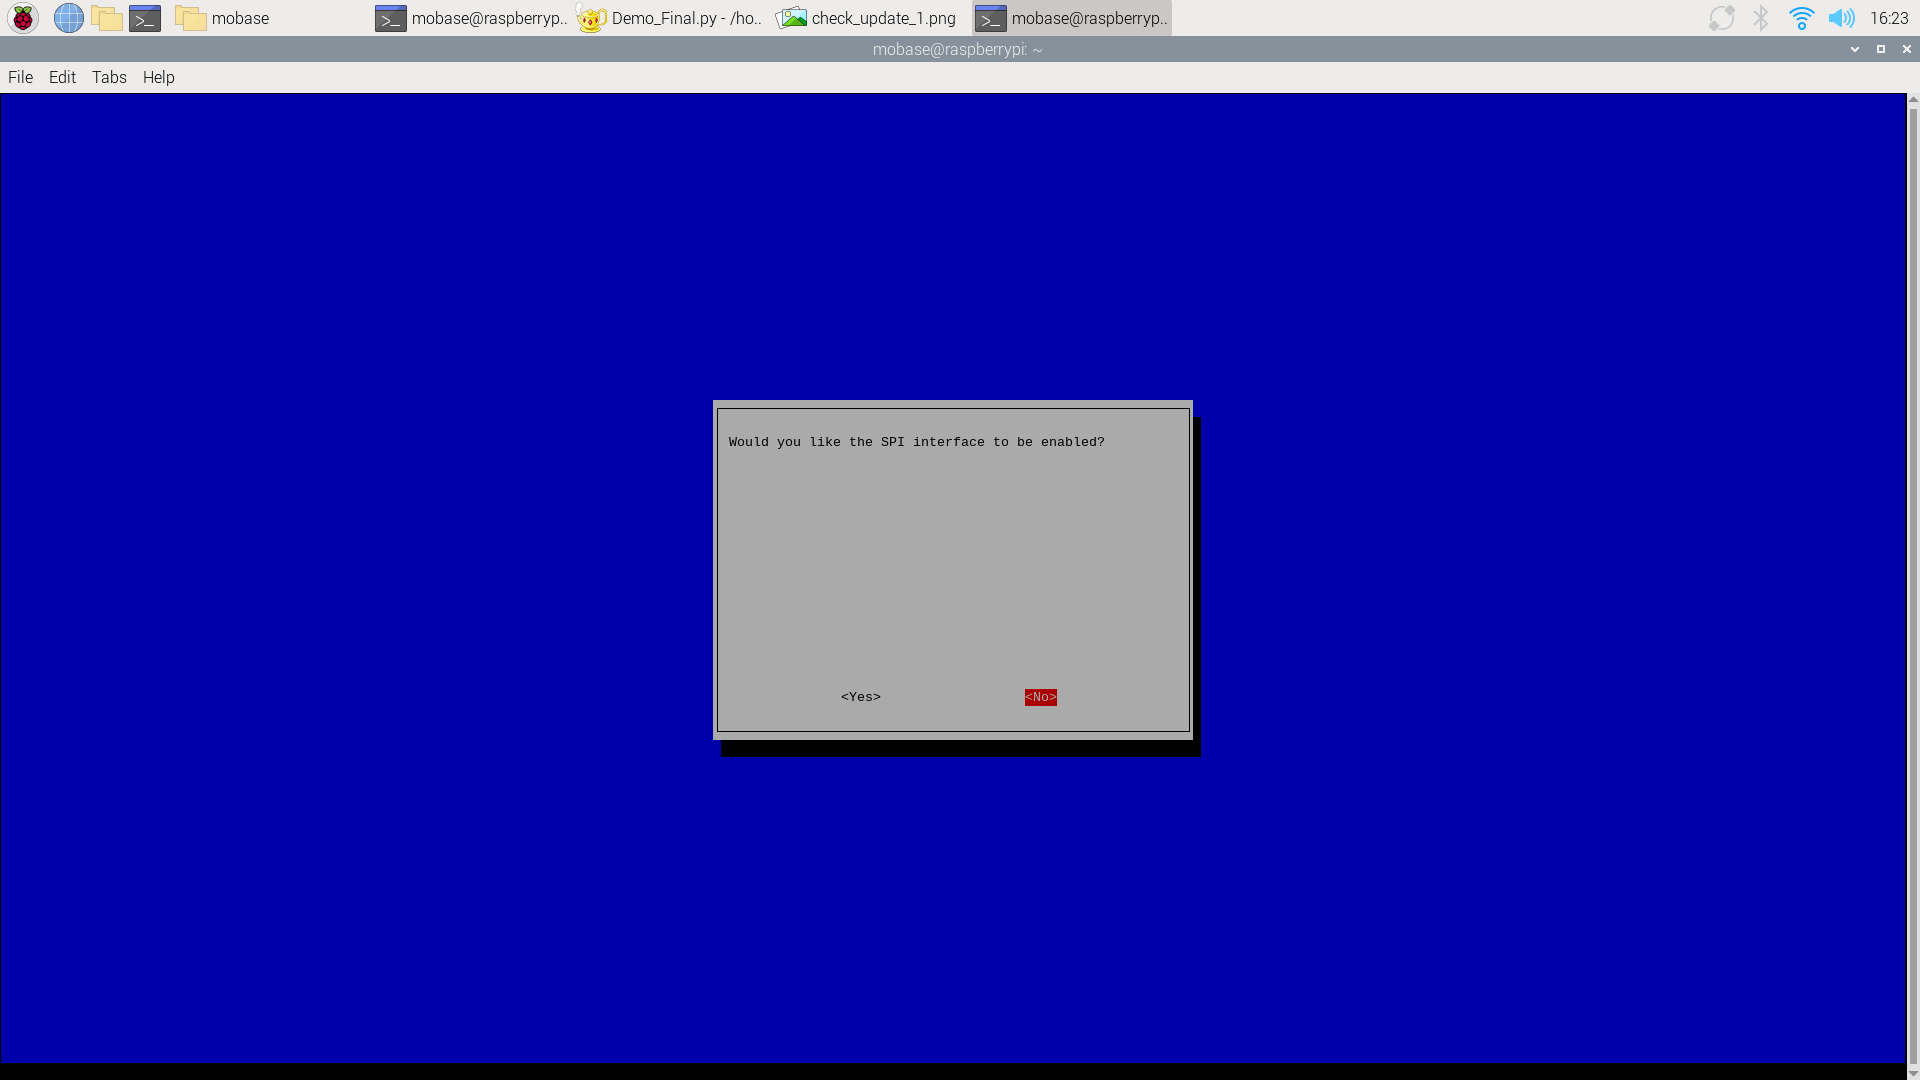 mobase
mobase@raspberryp..
Demo_Final.py - /ho..
check_update_1.png
mobase@raspberryp..
16:23
mobase@raspberrypi: ~
File Edit Tabs Help
Would you like the SPI interface to be enabled?
<Yes> <No>